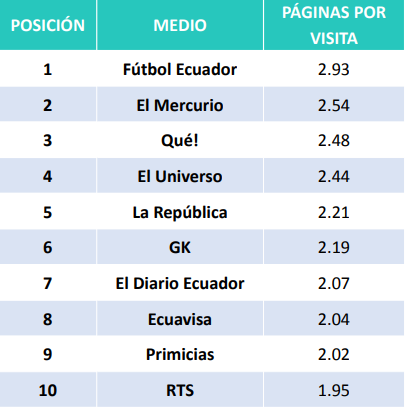 POSICIÓN MEDIO PÁGINAS POR VISITA
1 Fútbol Ecuador 2.93
2 El Mercurio 2.54
3 Qué! 2.48
4 El Universo 2.44
5 La República 2.21
6 GK 2.19
7 El Diario Ecuador 2.07
8 Ecuavisa 2.04
9 Primicias 2.02
10 RTS 1.95